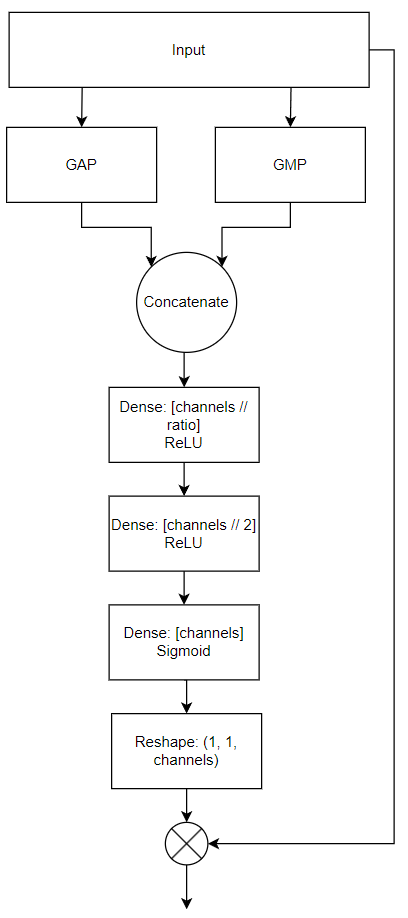 Input
GAP
GMP
Concatenate
Dense: [channels //
ratio]
ReLU
Dense: [channels // 2]
ReLU
Dense: [channels]
Sigmoid
Reshape: (1, 1,
channels)